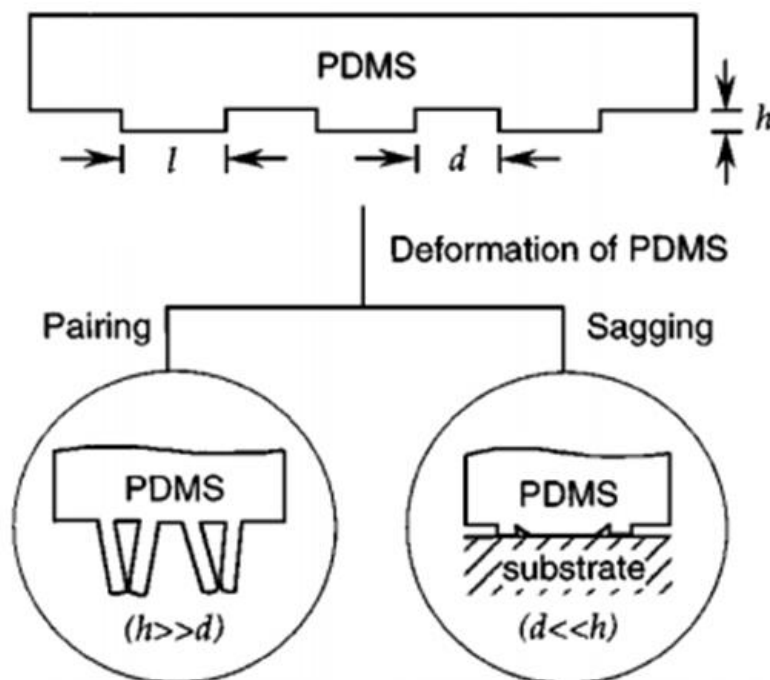 PDMS
h
l
d
Deformation of PDMS
Pairing
Sagging
PDMS
PDMS
substrate
(h>>d)
(d<<h)